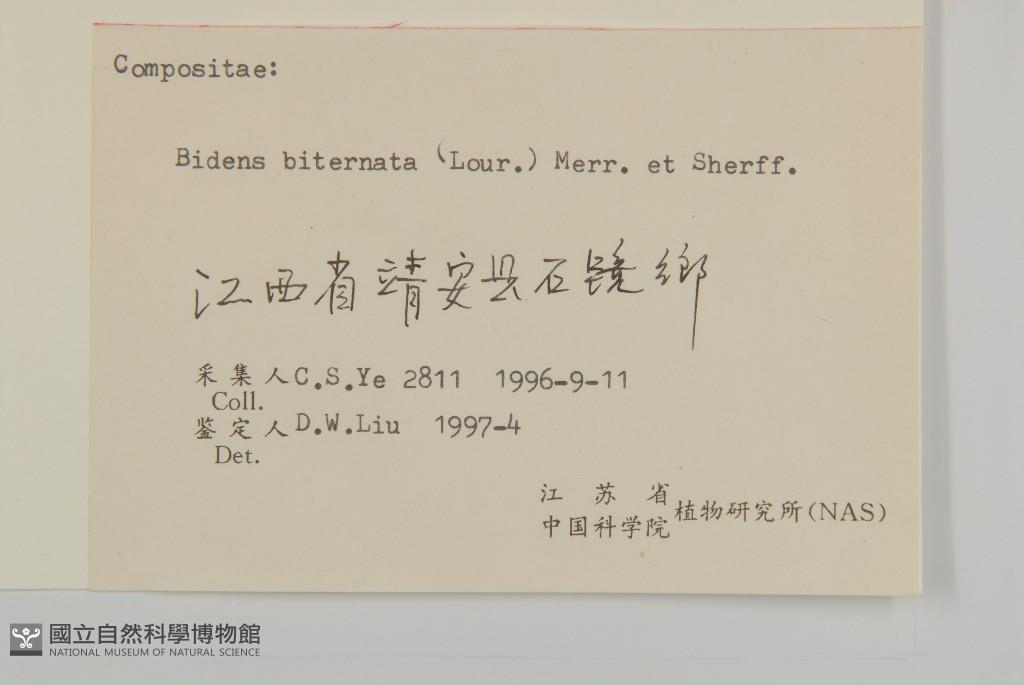 Compositae:
Bidens biternata (Lour.) Merr. et Sherff.
江西省靖安县石镜鄉
采集人 C.S.Ye 2811 1996-9-11
Coll.
鉴定人 D.W.Liu 1997-4
Det.
江苏省
中国科学院 植物研究所(NAS)
國立自然科學博物館
NATIONAL MUSEUM OF NATURAL SCIENCE